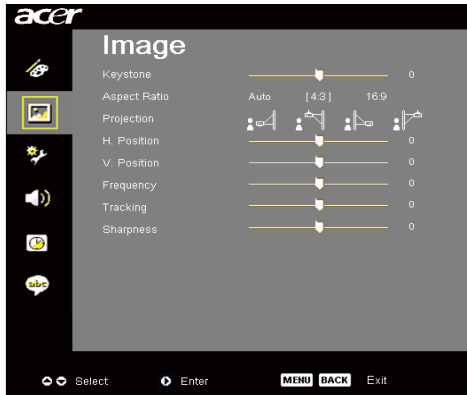 acer
Image
Keystone 0
Aspect Ratio Auto [4:3] 16:9
Projection
H. Position 0
V. Position 0
Frequency 0
Tracking 0
Sharpness 0
abc
Select Enter MENU BACK Exit